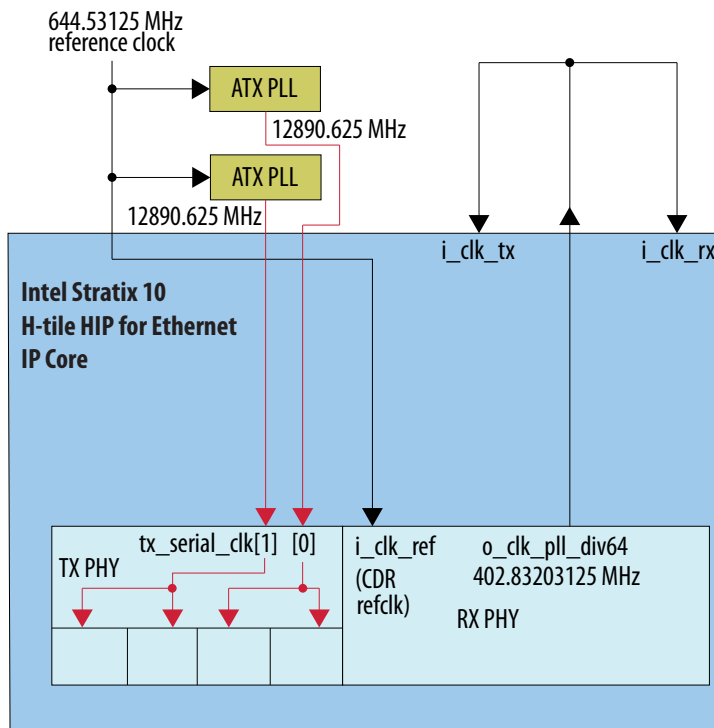 644.53125 MHz
reference clock
ATX PLL
12890.625 MHz
ATX PLL
12890.625 MHz
i_clk_tx
i_clk_rx
Intel Stratix 10
H-tile HIP for Ethernet
IP Core
tx_serial_clk[1] [0]
TX PHY
i_clk_ref
(CDR
refclk)
o_clk_pll_div64
402.83203125 MHz
RX PHY